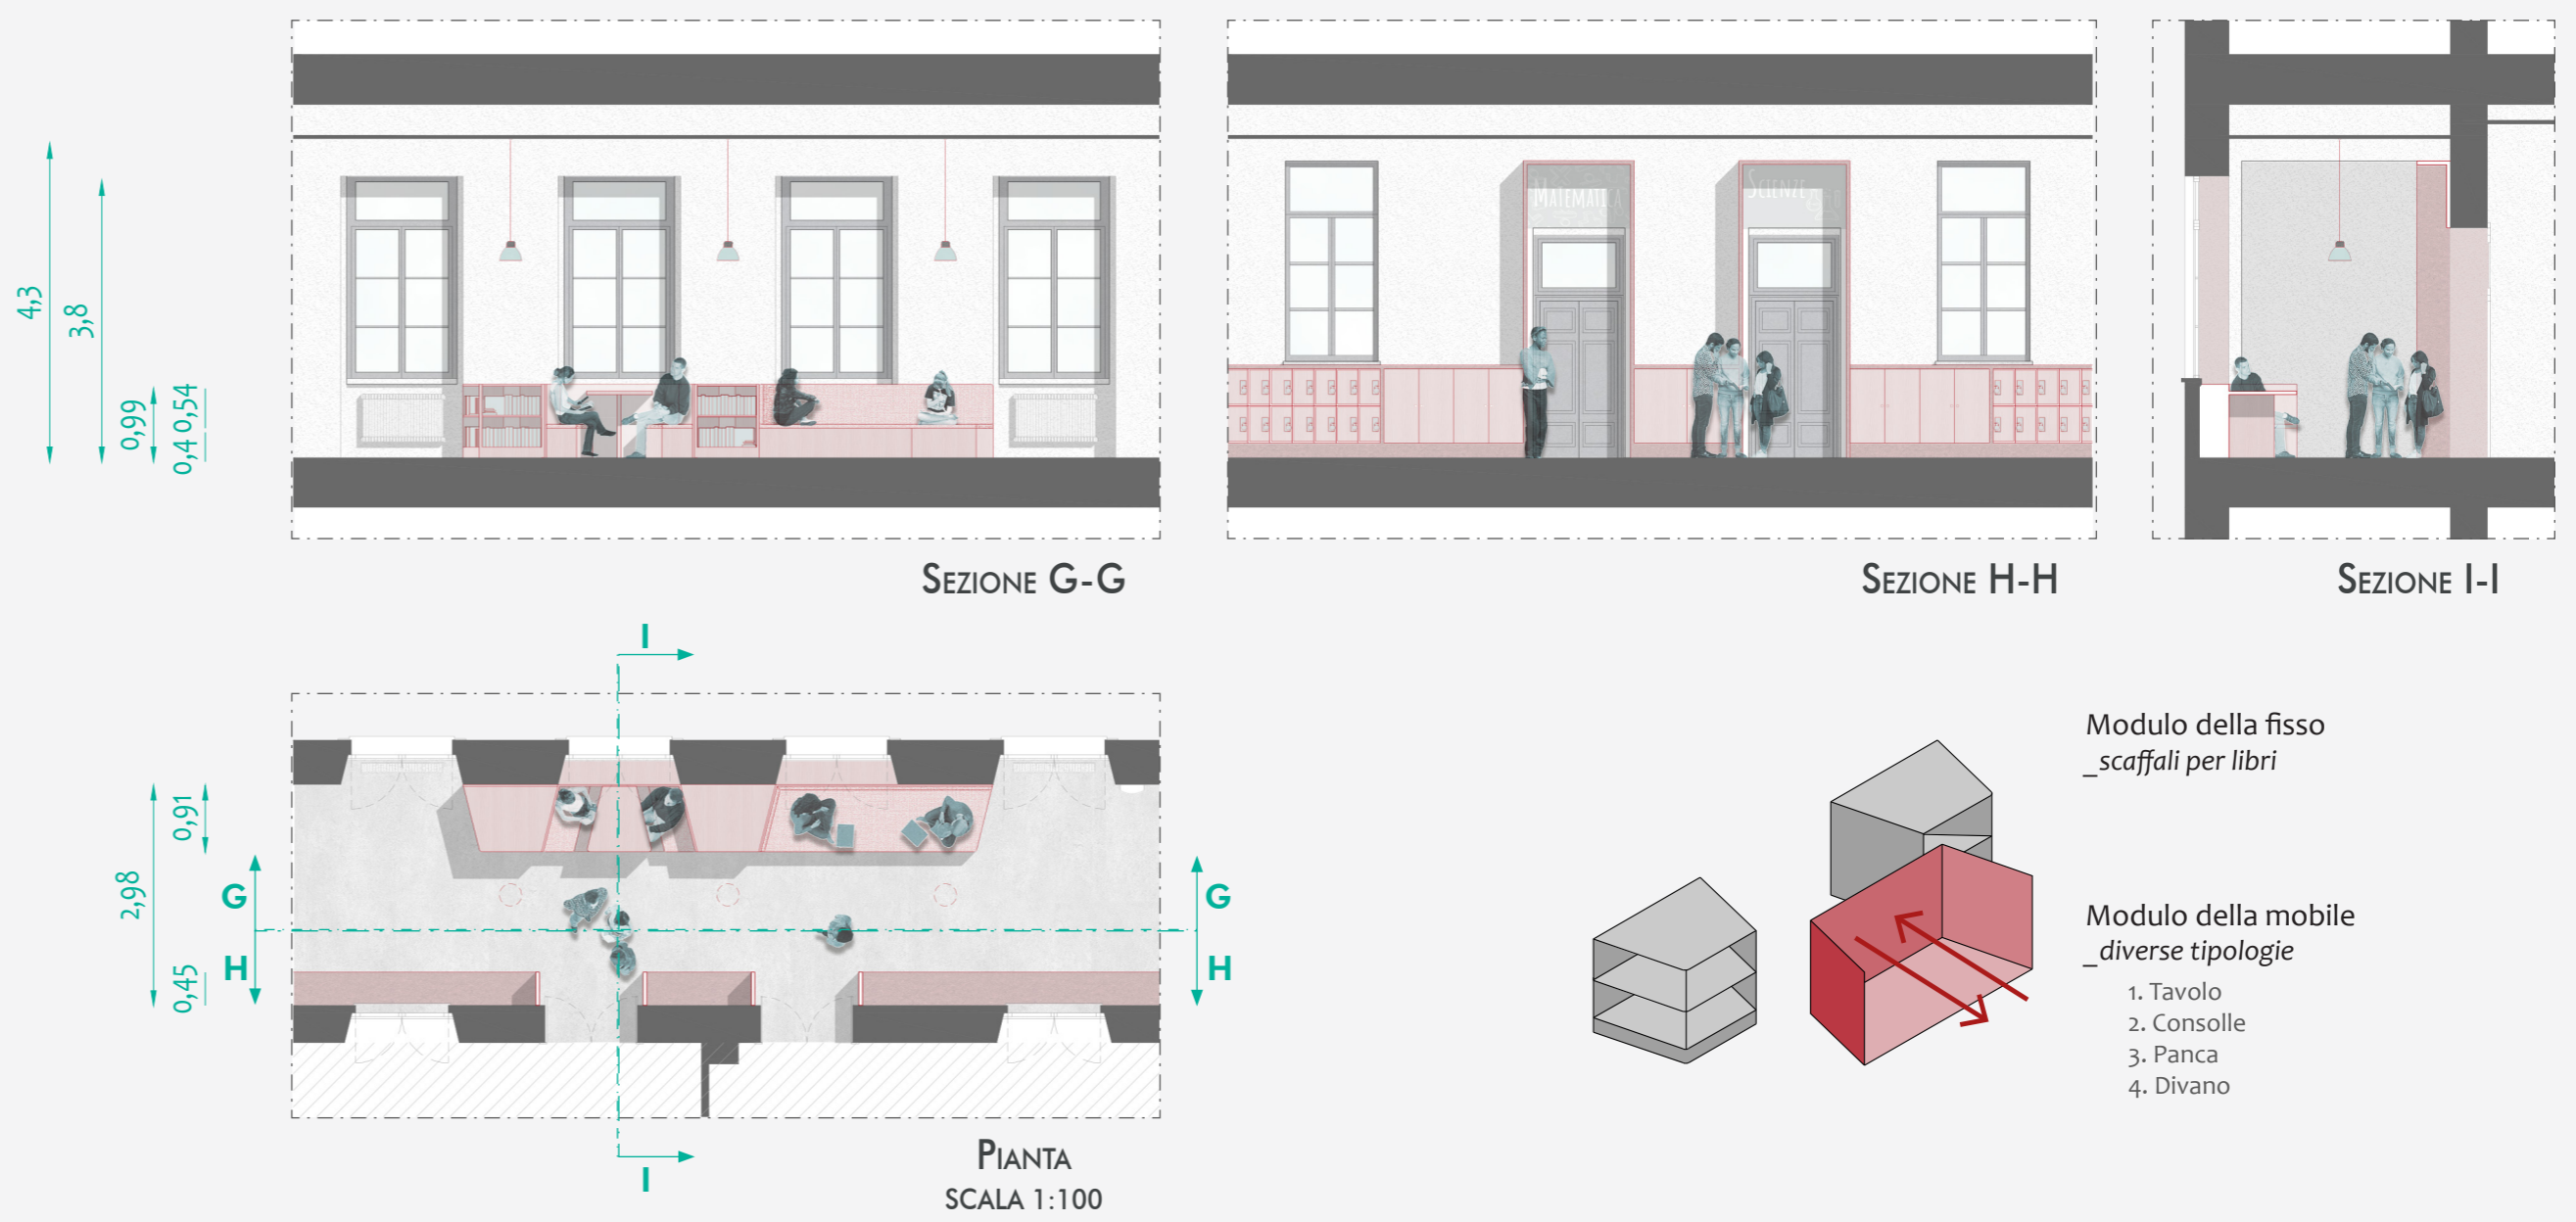 4,3
3,8
0,99
0,4 0,54
MATEMATICA
SCIENZE
SEZIONE G-G
SEZIONE H-H
SEZIONE I-I
I
2,98
0,91
0,45
G
H
G
H
I
PIANTA
SCALA 1:100
Modulo della fisso
_scaffali per libri
Modulo della mobile
_diverse tipologie
1. Tavolo
2. Consolle
3. Panca
4. Divano